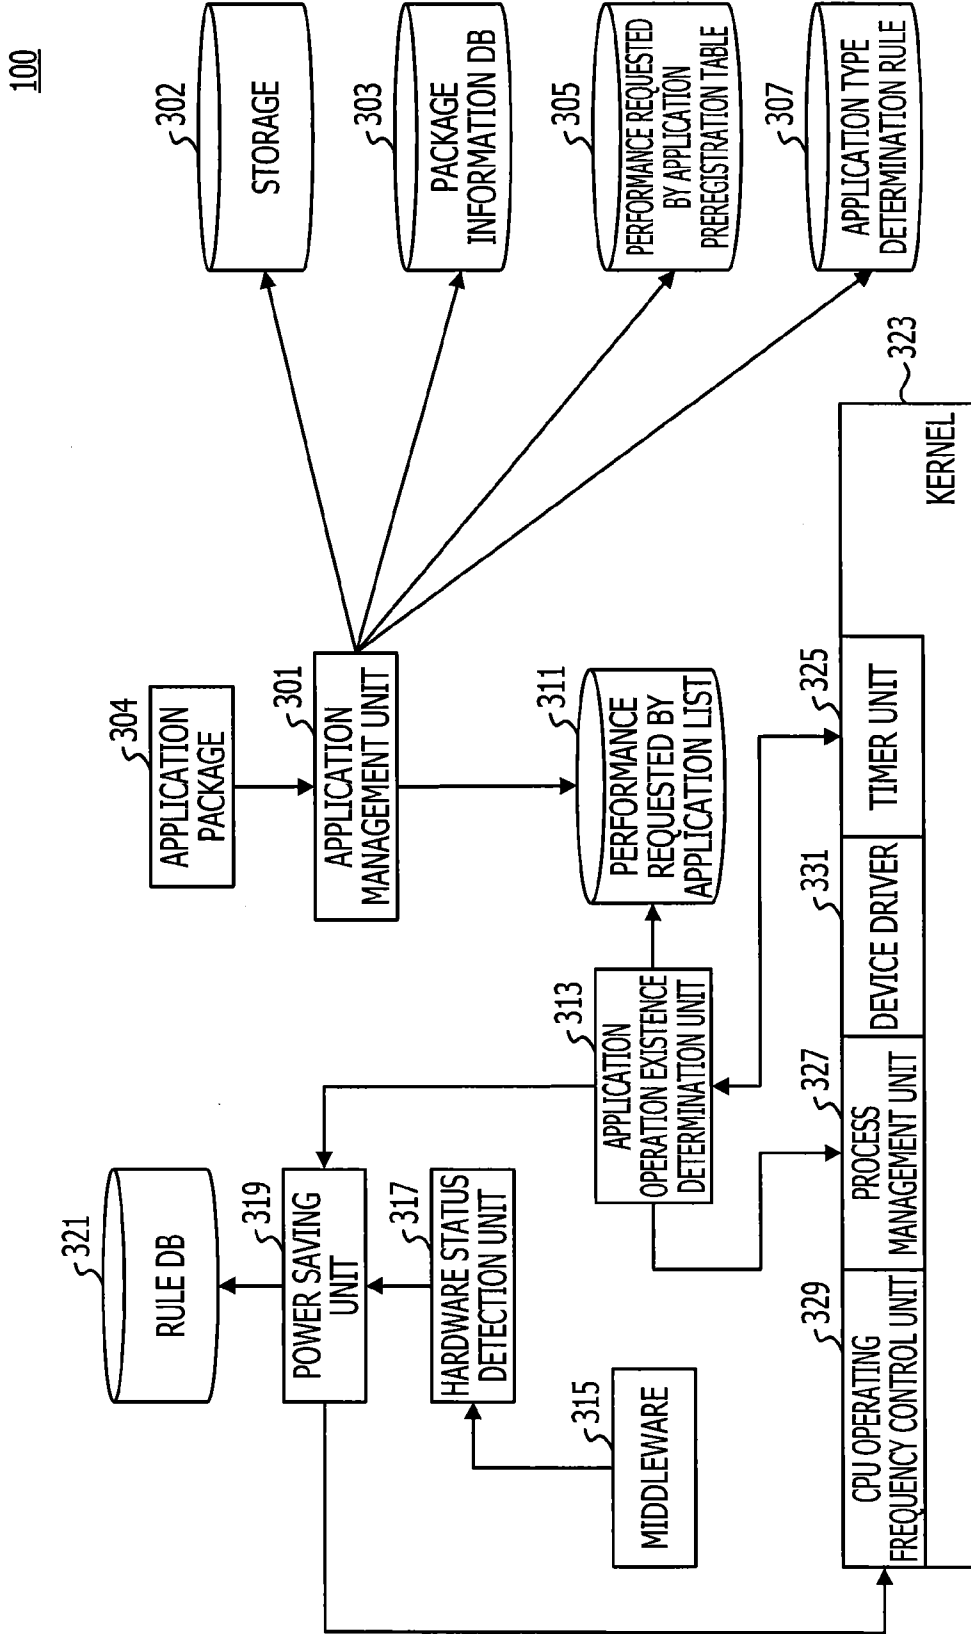 100
321
RULE DB
319
POWER SAVING
UNIT
317
HARDWARE STATUS
DETECTION UNIT
315
MIDDLEWARE
304
APPLICATION
PACKAGE
301
APPLICATION
MANAGEMENT UNIT
311
PERFORMANCE
REQUESTED BY
APPLICATION LIST
313
APPLICATION
OPERATION EXISTENCE
DETERMINATION UNIT
302
STORAGE
303
PACKAGE
INFORMATION DB
305
PERFORMANCE REQUESTED
BY APPLICATION
PREREGISTRATION TABLE
307
APPLICATION TYPE
DETERMINATION RULE
329
CPU OPERATING
FREQUENCY CONTROL UNIT
327
PROCESS
MANAGEMENT UNIT
331
DEVICE DRIVER
325
TIMER UNIT
323
KERNEL